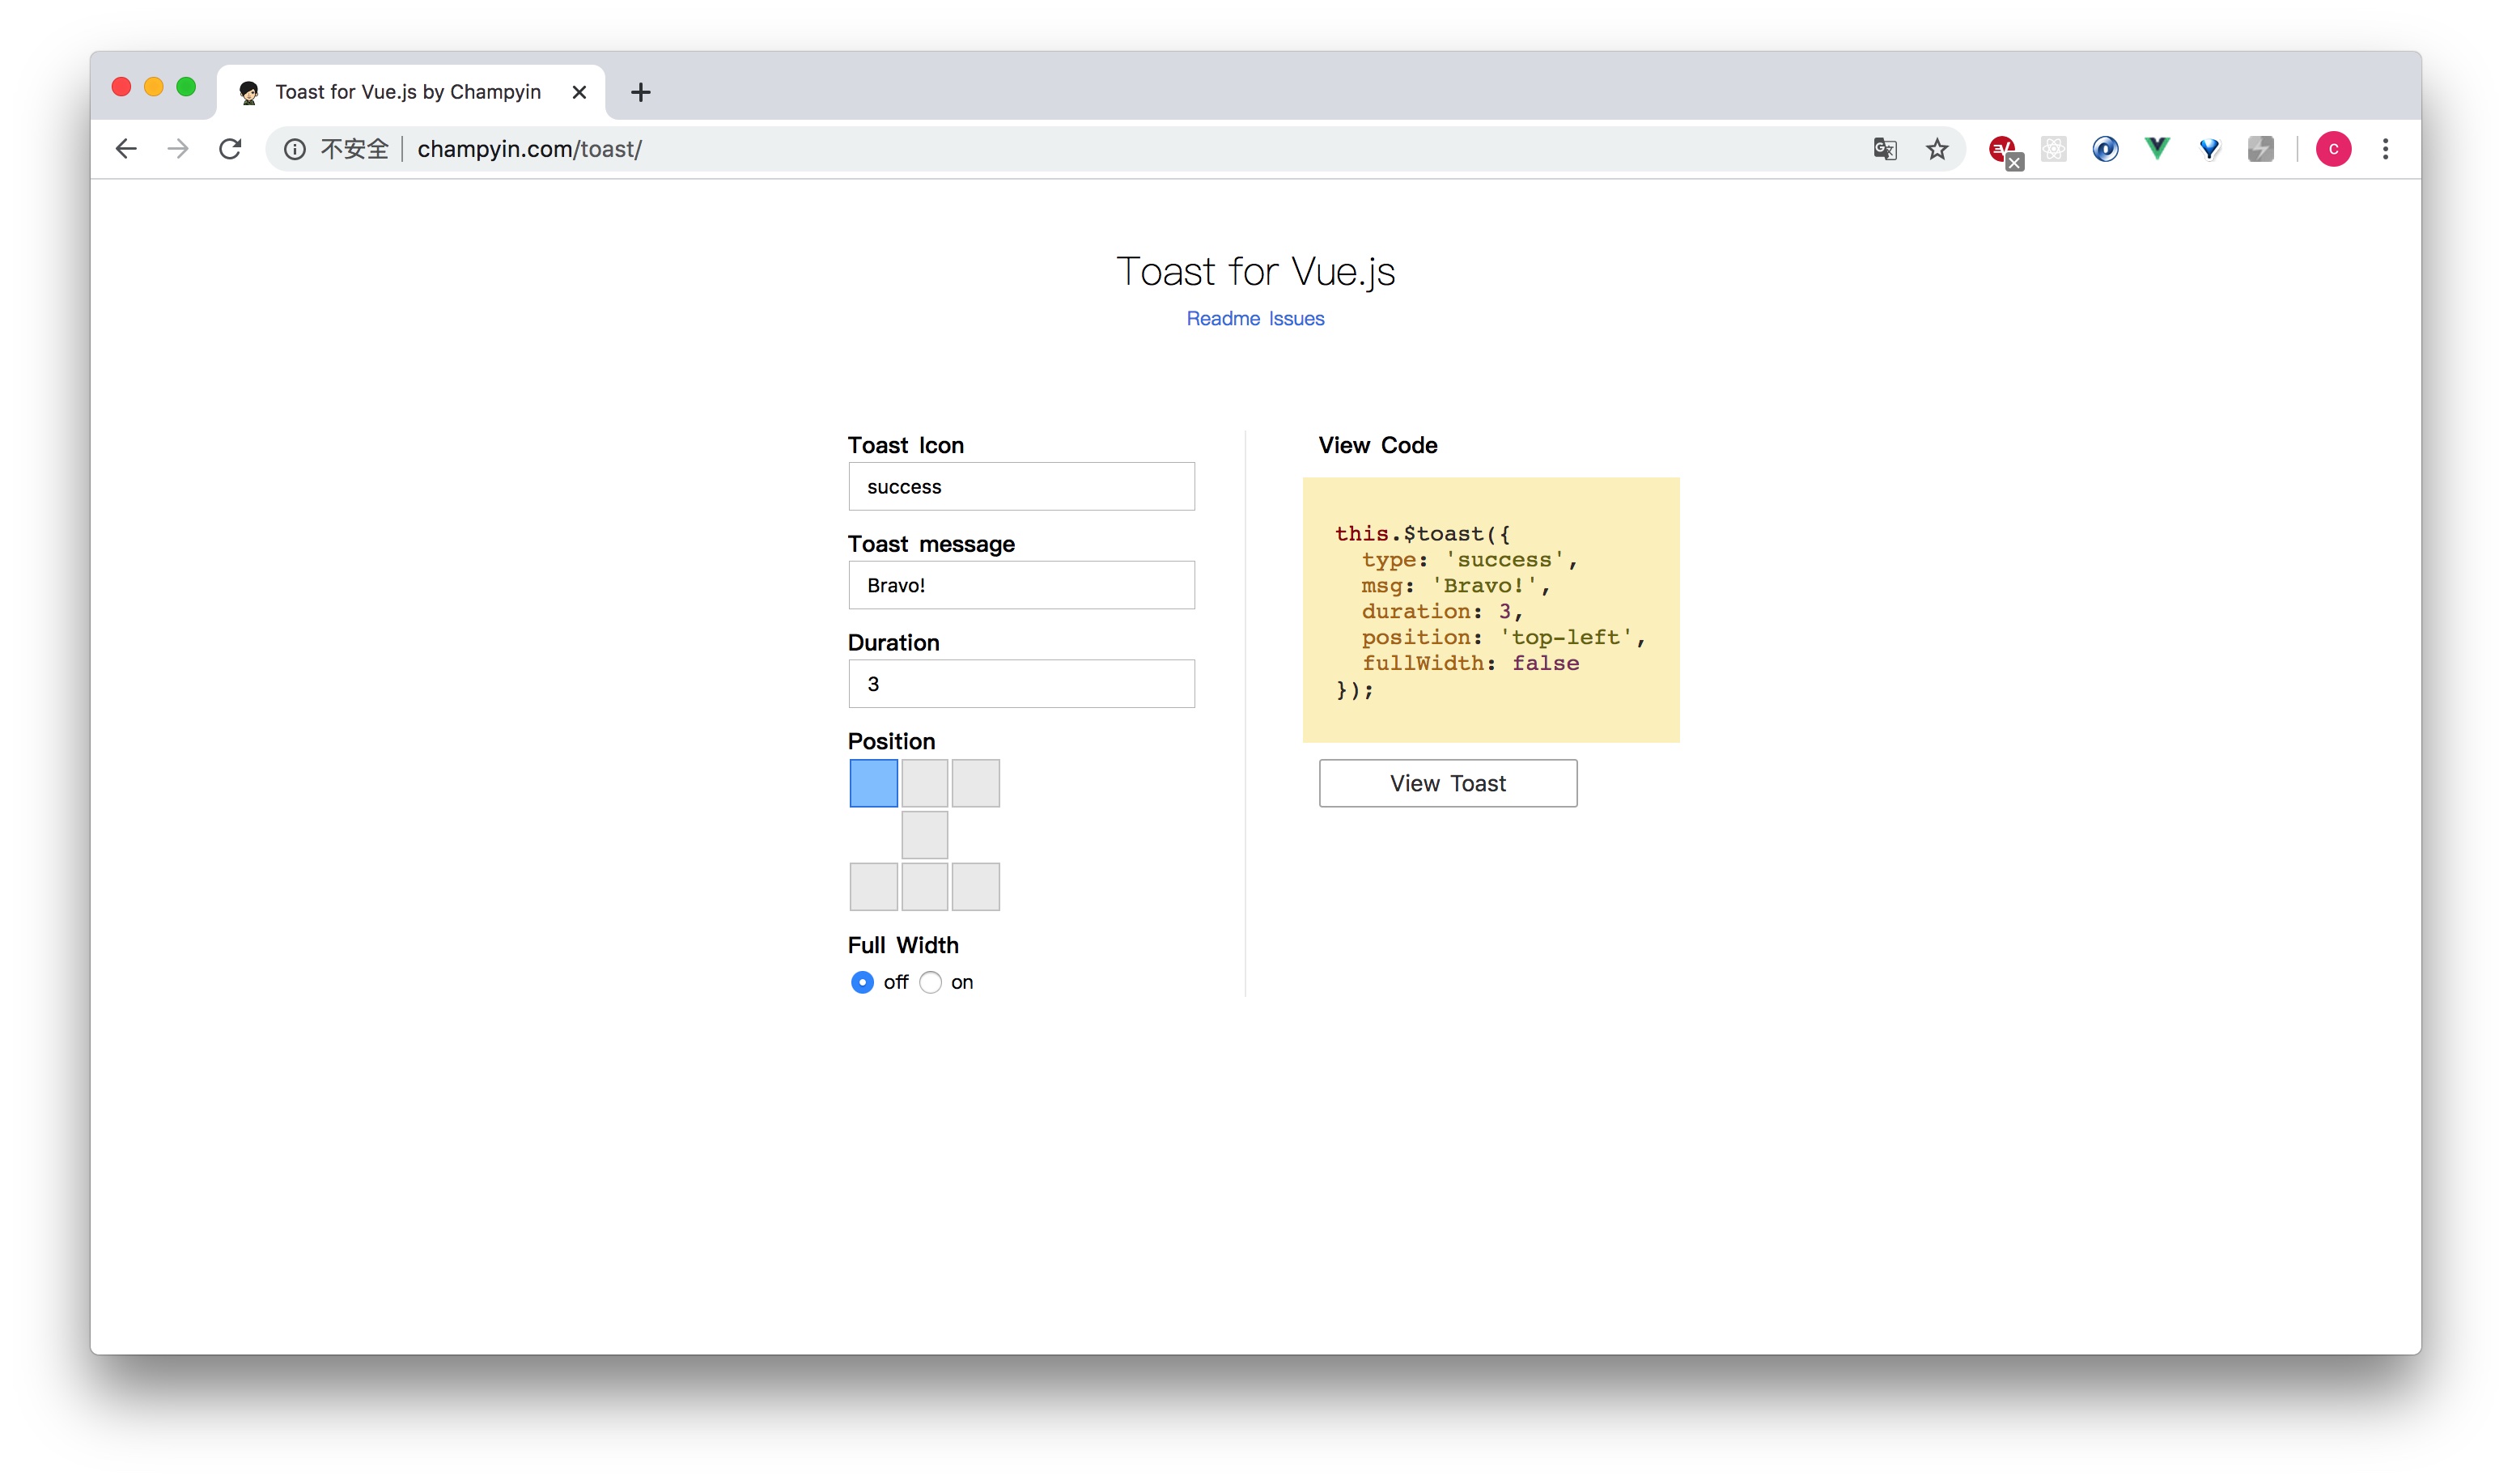 Toast for Vue.js by Champyin
不安全 champyin.com/toast/
C
Toast for Vue.js
Readme Issues
Toast Icon
success
Toast message
Bravo!
Duration
3
Position
Full Width
off on
View Code
this.$toast({
  type: 'success',
  msg: 'Bravo!',
  duration: 3,
  position: 'top-left',
  fullWidth: false
});
View Toast